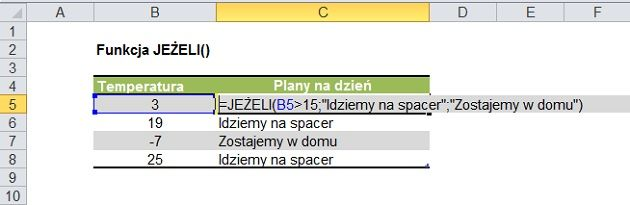 A B C D E F
1
2 Funkcja JEŻELI()
3
4 Temperatura Plany na dzień
5 3 =JEŻELI(B5>15;"Idziemy na spacer";"Zostajemy w domu")
6 19 Idziemy na spacer
7 -7 Zostajemy w domu
8 25 Idziemy na spacer
9
10